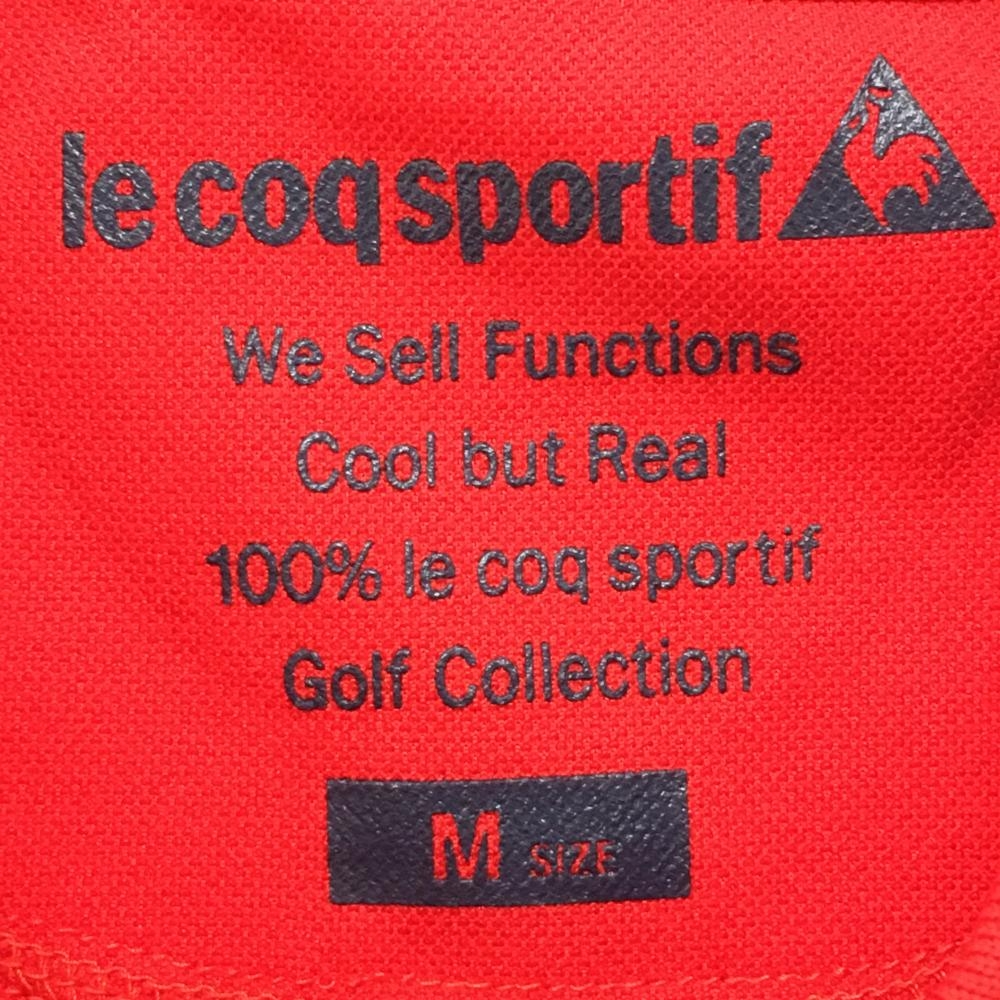 le coq sportif
We Sell Functions
Cool but Real
100% le coq sportif
Golf Collection
M SIZE